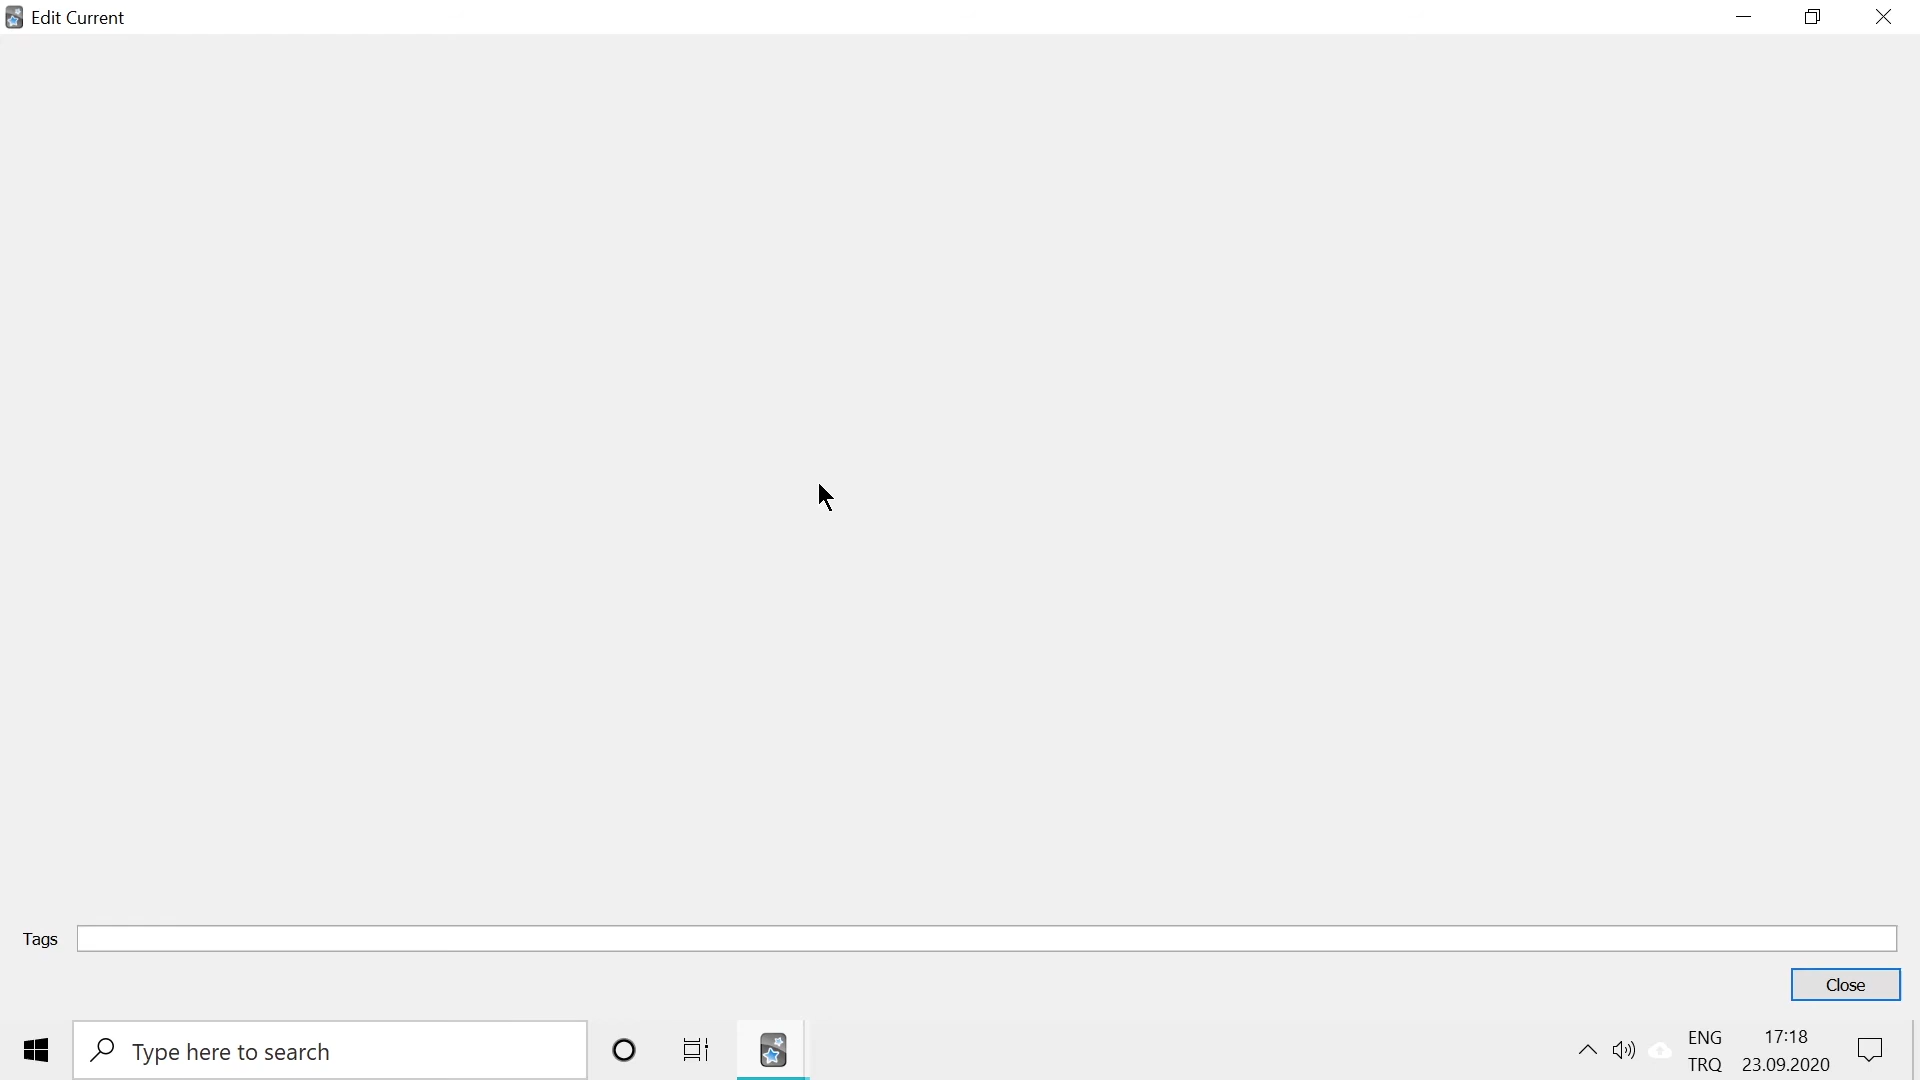 Edit Current
Tags
Close
Type here to search
ENG
TRQ
17:18
23.09.2020